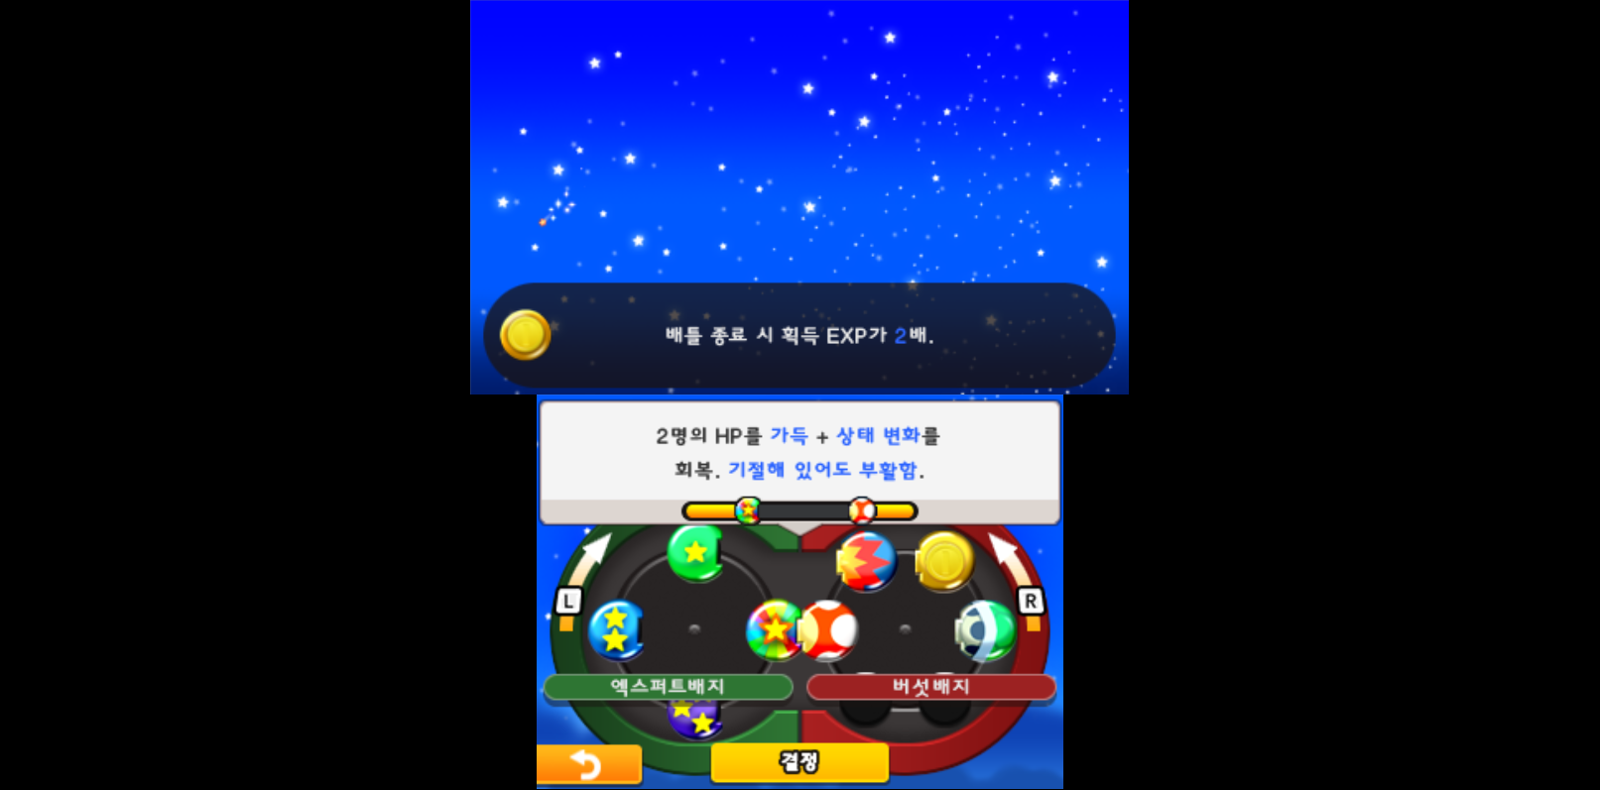 배틀 종료 시 획득 EXP가 2배.
2명의 HP를 가득 + 상태 변화를
회복. 기절해 있어도 부활함.
L
R
엑스퍼트배지
버섯배지
결정